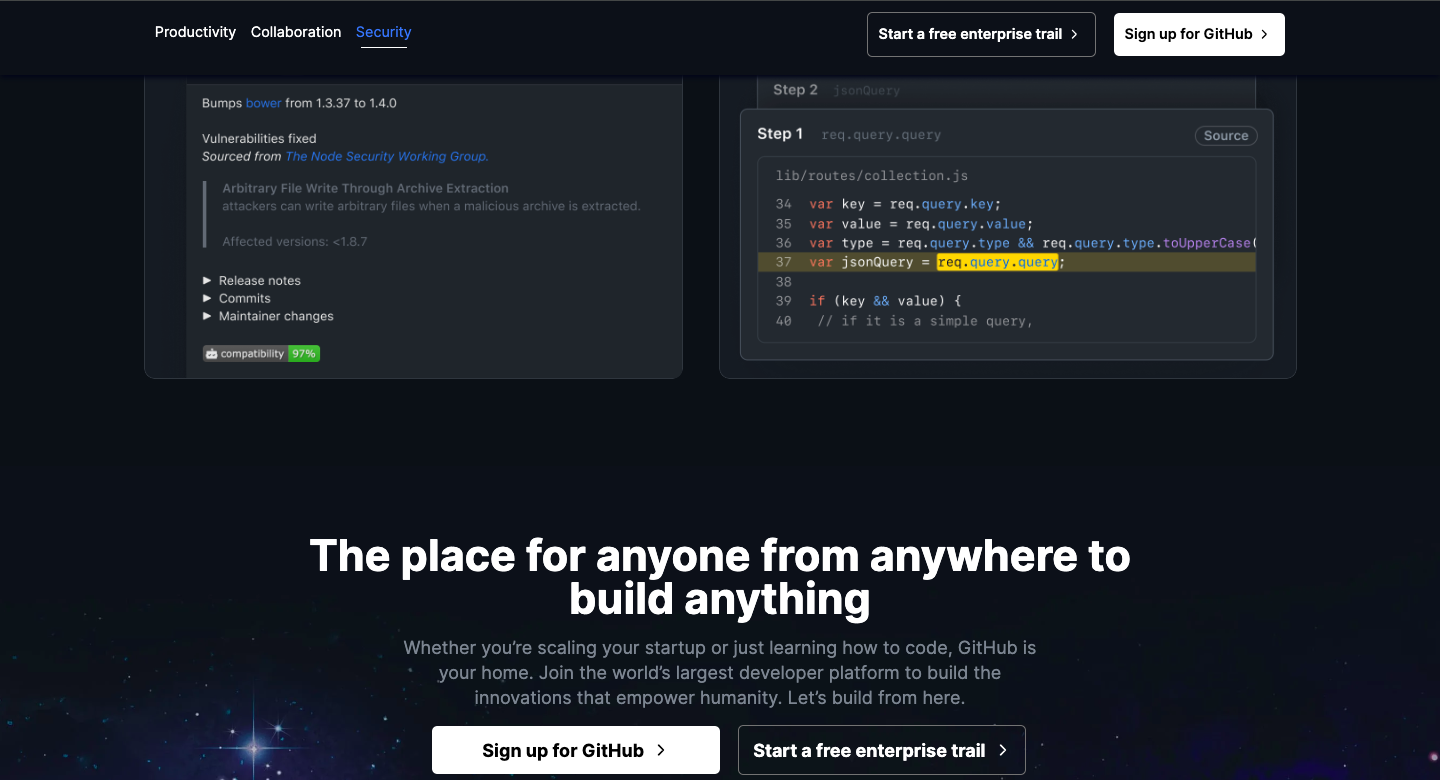 Productivity Collaboration Security
Start a free enterprise trail
Sign up for GitHub
Bumps bower from 1.3.37 to 1.4.0
Vulnerabilities fixed
Sourced from The Node Security Working Group.
Arbitrary File Write Through Archive Extraction
attackers can write arbitrary files when a malicious archive is extracted.
Affected versions: <1.8.7
Release notes
Commits
Maintainer changes
compatibility 97%
Step 2 jsonQuery
Step 1 req.query.query Source
lib/routes/collection.js
34 var key = req.query.key;
35 var value = req.query.value;
36 var type = req.query.type && req.query.type.toUpperCase(
37 var jsonQuery = req.query.query;
38
39 if (key && value) {
40 // if it is a simple query,
The place for anyone from anywhere to
build anything
Whether you’re scaling your startup or just learning how to code, GitHub is
your home. Join the world’s largest developer platform to build the
innovations that empower humanity. Let’s build from here.
Sign up for GitHub
Start a free enterprise trail